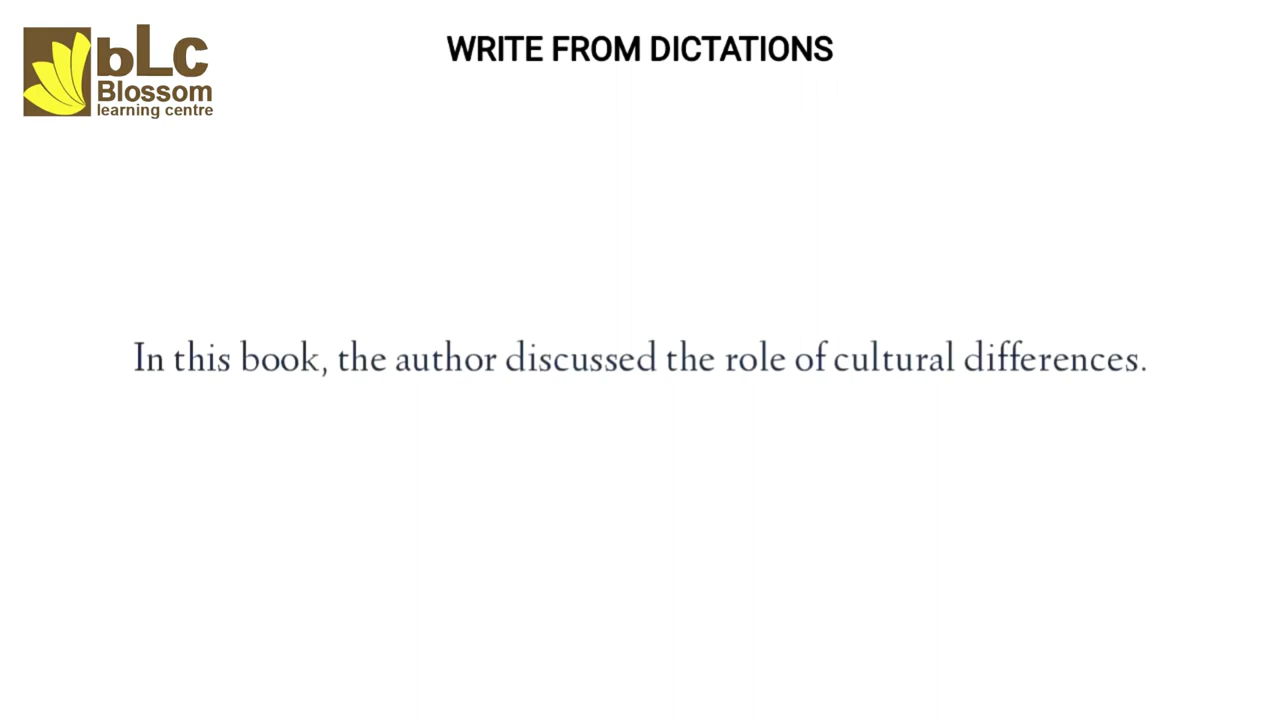 bLc
Blossom
learning centre
WRITE FROM DICTATIONS
In this book, the author discussed the role of cultural differences.